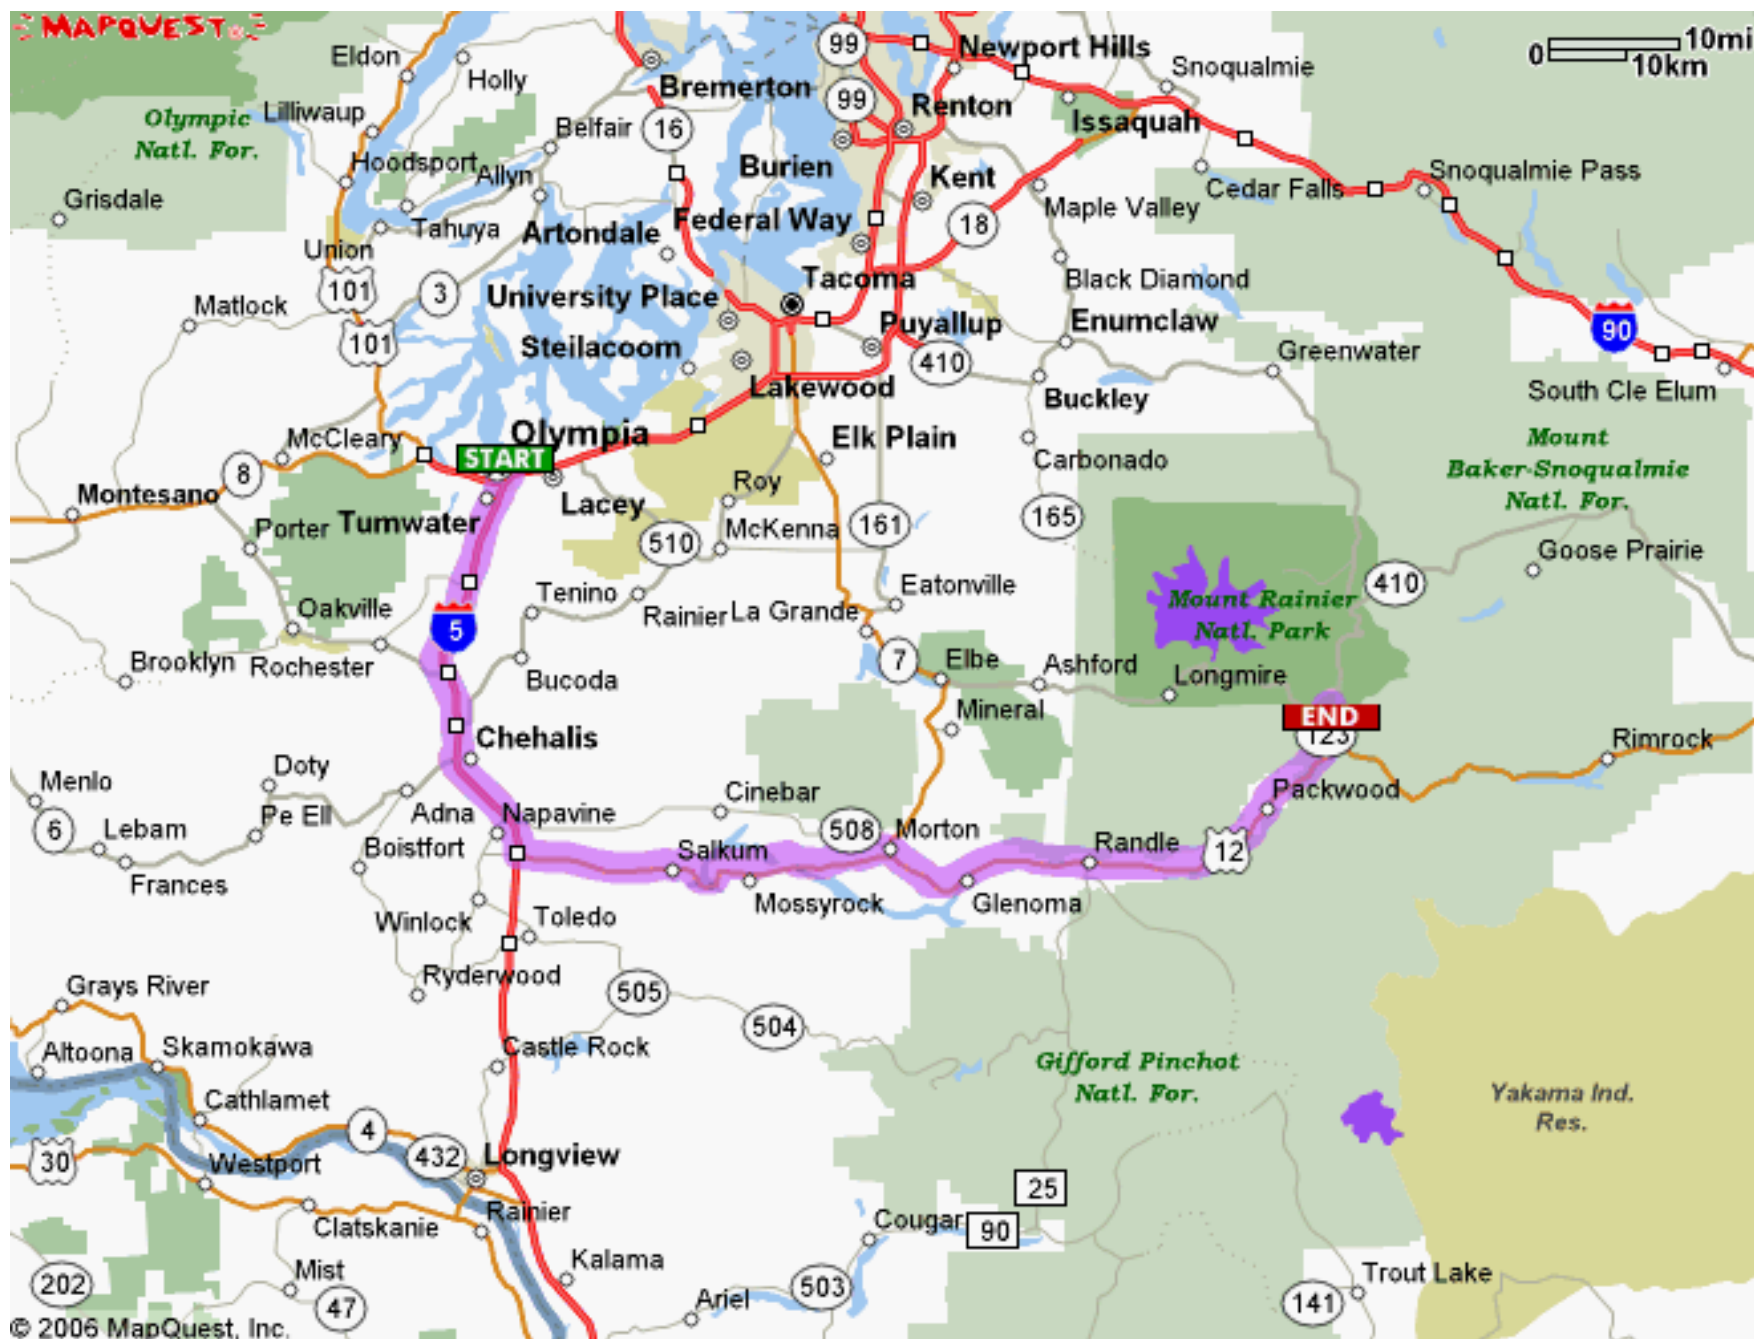 MAPQUEST
0 10mi
10km
99
Newport Hills
Snoqualmie
Eldon
Holly
Bremerton
99
Renton
Olympic
Natl. For.
Lilliwaup
Belfair
16
Issaquah
Hoodsport
Allyn
Burien
Kent
Snoqualmie Pass
Grisdale
Cedar Falls
Tahuya
Artondale
Federal Way
18
Maple Valley
Union
101
3
Tacoma
Black Diamond
Matlock
University Place
Puyallup
Enumclaw
90
101
Steilacoom
410
Greenwater
Lakewood
Buckley
South Cle Elum
McCleary
Olympia
Elk Plain
Mount
Baker-Snoqualmie
Natl. For.
START
8
Carbonado
Montesano
Lacey
Roy
Porter
Tumwater
McKenna
161
165
510
Goose Prairie
Oakville
Tenino
Eatonville
410
5
Rainier
La Grande
Mount Rainier
Natl. Park
Brooklyn
Rochester
Bucoda
7
Elbe
Ashford
Longmire
Mineral
END
123
Chehalis
Rimrock
Menlo
Doty
Cinebar
Packwood
6
Lebam
Pe Ell
Adna
Napavine
508
Morton
Randle
12
Boistfort
Salkum
Frances
Mossyrock
Glenoma
Winlock
Toledo
Ryderwood
Grays River
505
504
Altoona
Skamokawa
Castle Rock
Gifford Pinchot
Natl. For.
Cathlamet
Yakama Ind.
Res.
4
432
Longview
30
Westport
25
Clatskanie
Rainier
Cougar
90
Kalama
202
Mist
47
Ariel
503
Trout Lake
141
© 2006 MapQuest, Inc.